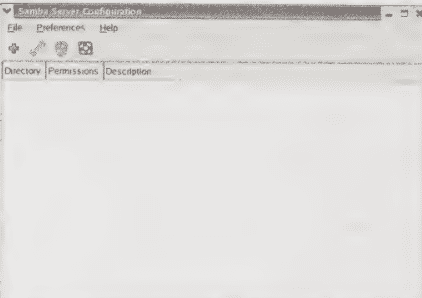 Samba Server Configuration
File Preferences Help
Directory Permissions Description